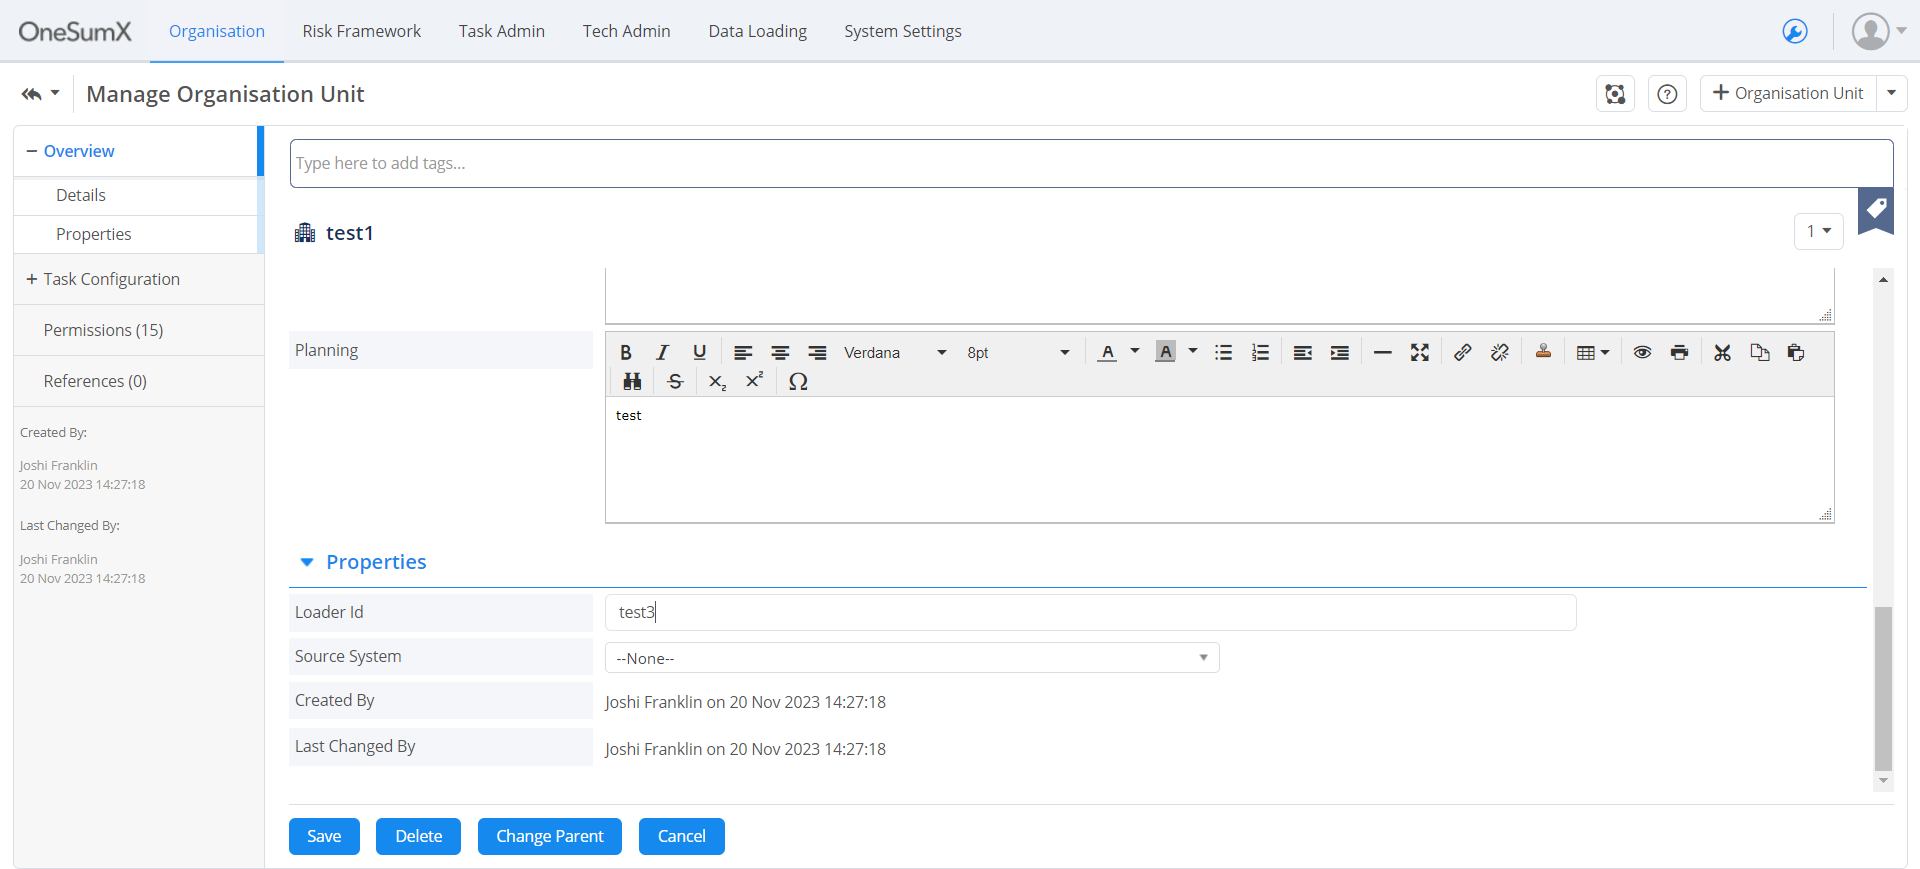 OneSumX
Organisation
Risk Framework
Task Admin
Tech Admin
Data Loading
System Settings
Manage Organisation Unit
+ Organisation Unit
Overview
Details
Properties
Task Configuration
Permissions (15)
References (0)
Created By:
Joshi Franklin
20 Nov 2023 14:27:18
Last Changed By:
Joshi Franklin
20 Nov 2023 14:27:18
Type here to add tags...
test1
1
Planning
B I U
Verdana
8pt
A
A
S
X₂
X²
Ω
test
Properties
Loader Id
test3
Source System
--None--
Created By
Joshi Franklin on 20 Nov 2023 14:27:18
Last Changed By
Joshi Franklin on 20 Nov 2023 14:27:18
Save
Delete
Change Parent
Cancel